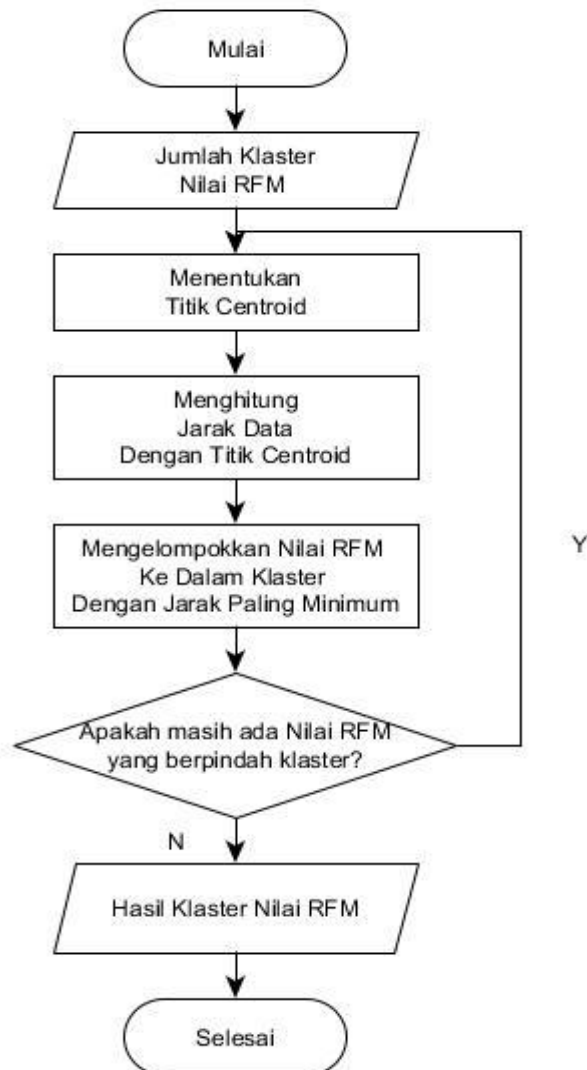 Mulai
Jumlah Klaster
Nilai RFM
Menentukan
Titik Centroid
Menghitung
Jarak Data
Dengan Titik Centroid
Y
Mengelompokkan Nilai RFM
Ke Dalam Klaster
Dengan Jarak Paling Minimum
Apakah masih ada Nilai RFM
yang berpindah klaster?
N
Hasil Klaster Nilai RFM
Selesai